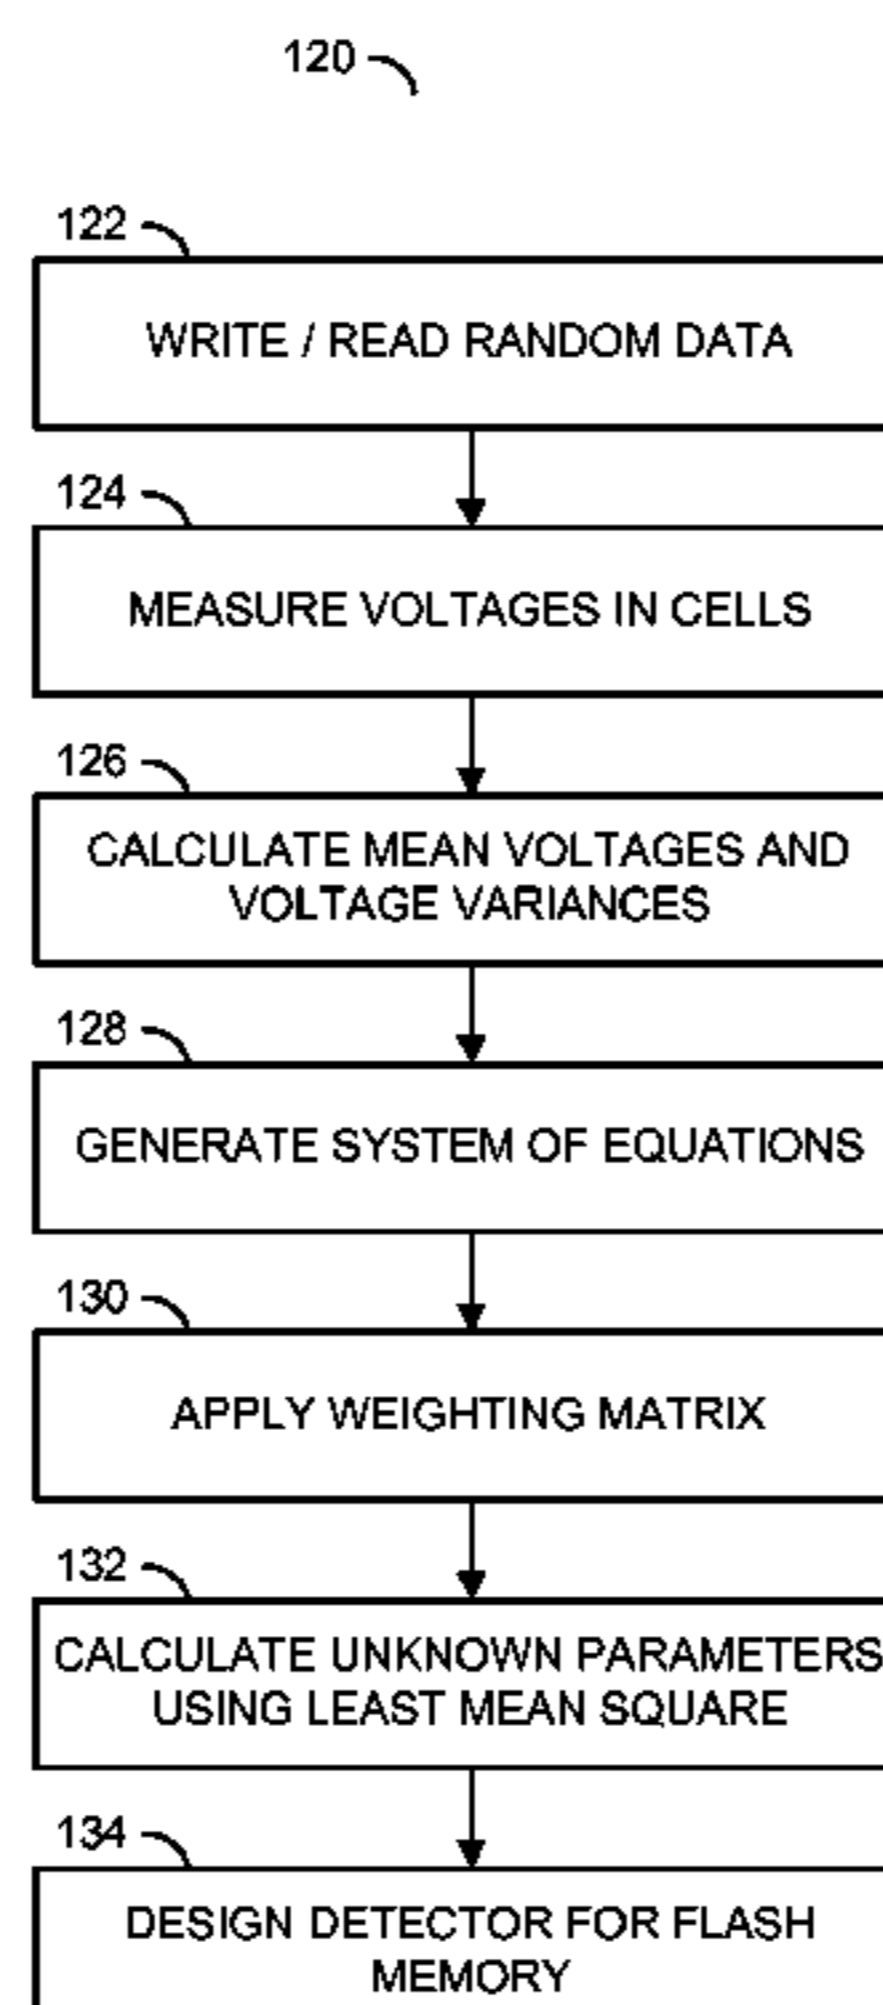 120
122
WRITE / READ RANDOM DATA
124
MEASURE VOLTAGES IN CELLS
126
CALCULATE MEAN VOLTAGES AND
VOLTAGE VARIANCES
128
GENERATE SYSTEM OF EQUATIONS
130
APPLY WEIGHTING MATRIX
132
CALCULATE UNKNOWN PARAMETERS
USING LEAST MEAN SQUARE
134
DESIGN DETECTOR FOR FLASH
MEMORY